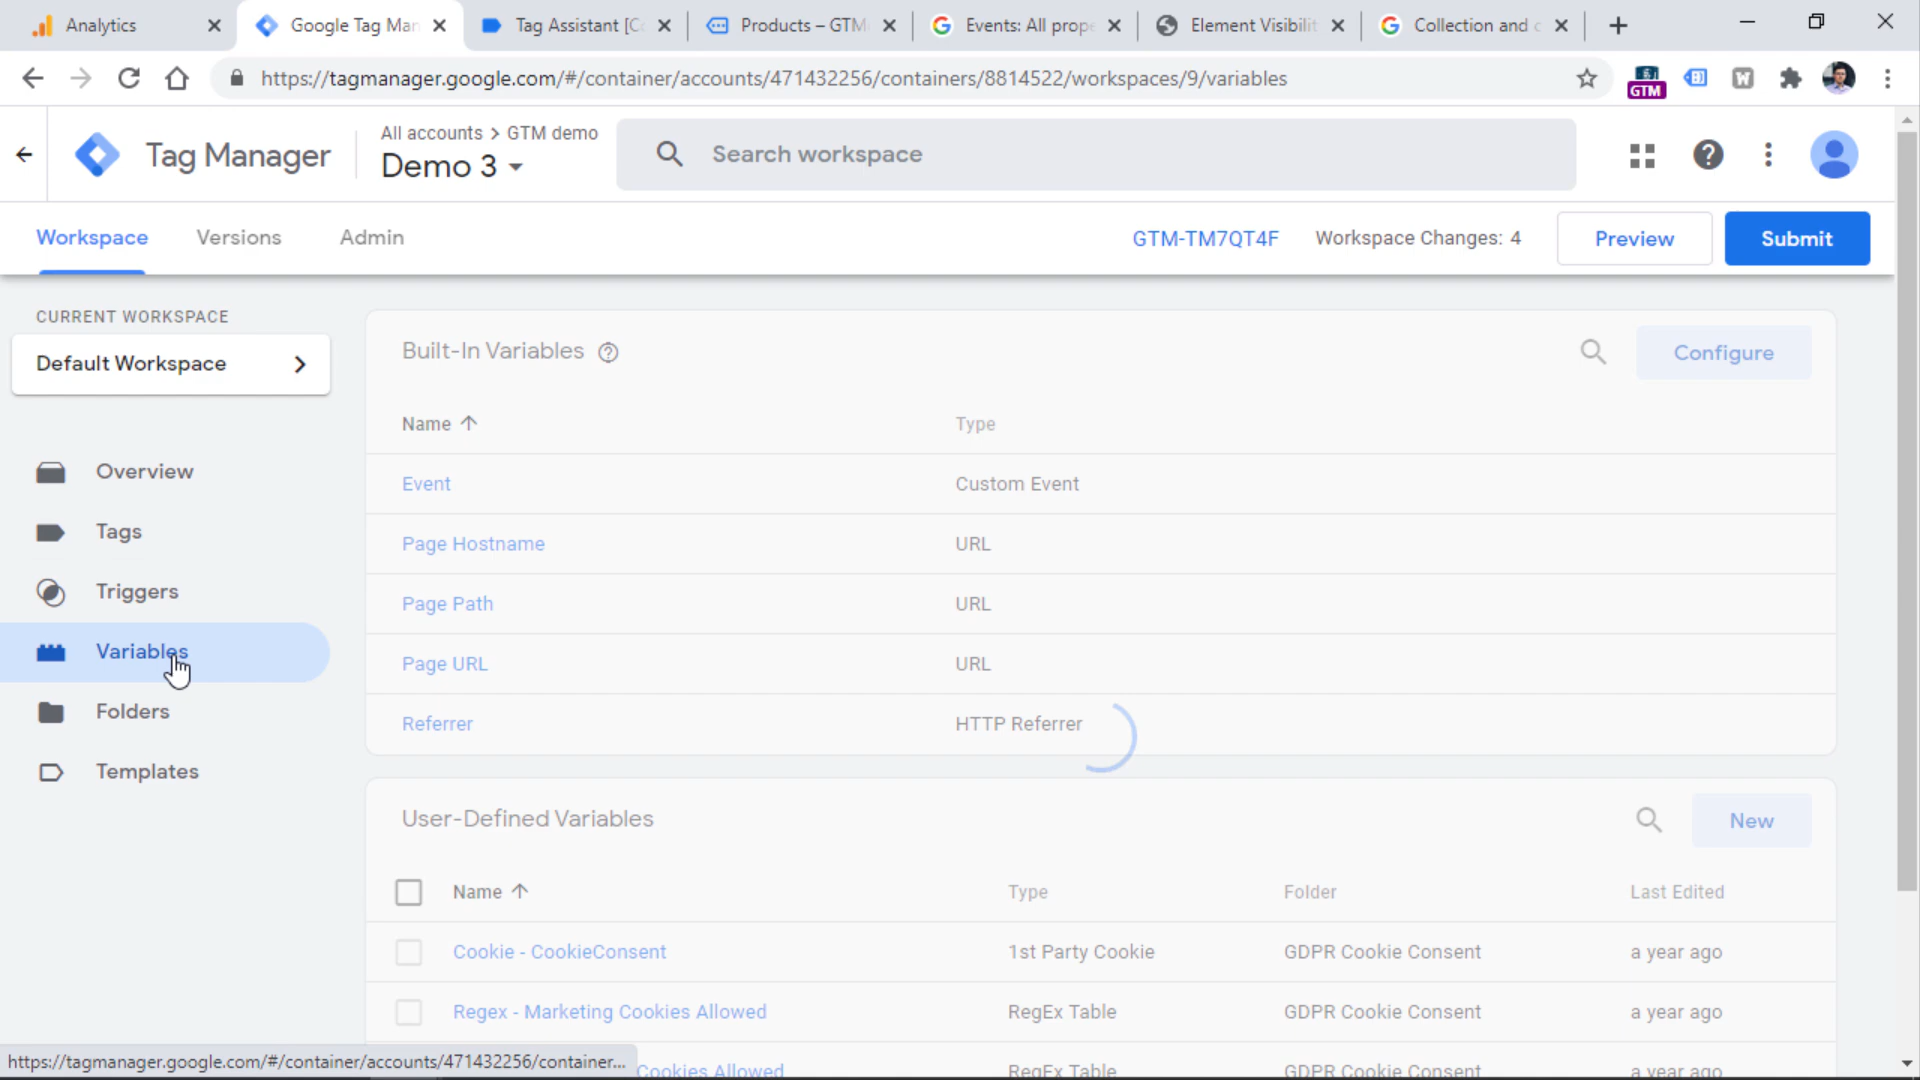 Analytics
Google Tag Man
Tag Assistant [C
Products – GTM
Events: All prope
Element Visibili
Collection and c
https://tagmanager.google.com/#/container/accounts/471432256/containers/8814522/workspaces/9/variables
GTM
W
Tag Manager
All accounts > GTM demo
Demo 3
Search workspace
Workspace
Versions
Admin
GTM-TM7QT4F
Workspace Changes: 4
Preview
Submit
CURRENT WORKSPACE
Default Workspace
Overview
Tags
Triggers
Variables
Folders
Templates
Built-In Variables
Configure
Name
Type
Event
Custom Event
Page Hostname
URL
Page Path
URL
Page URL
URL
Referrer
HTTP Referrer
User-Defined Variables
New
Name
Type
Folder
Last Edited
Cookie - CookieConsent
1st Party Cookie
GDPR Cookie Consent
a year ago
Regex - Marketing Cookies Allowed
RegEx Table
GDPR Cookie Consent
a year ago
Cookies Allowed
RegEx Table
GDPR Cookie Consent
a year ago
https://tagmanager.google.com/#/container/accounts/471432256/container...